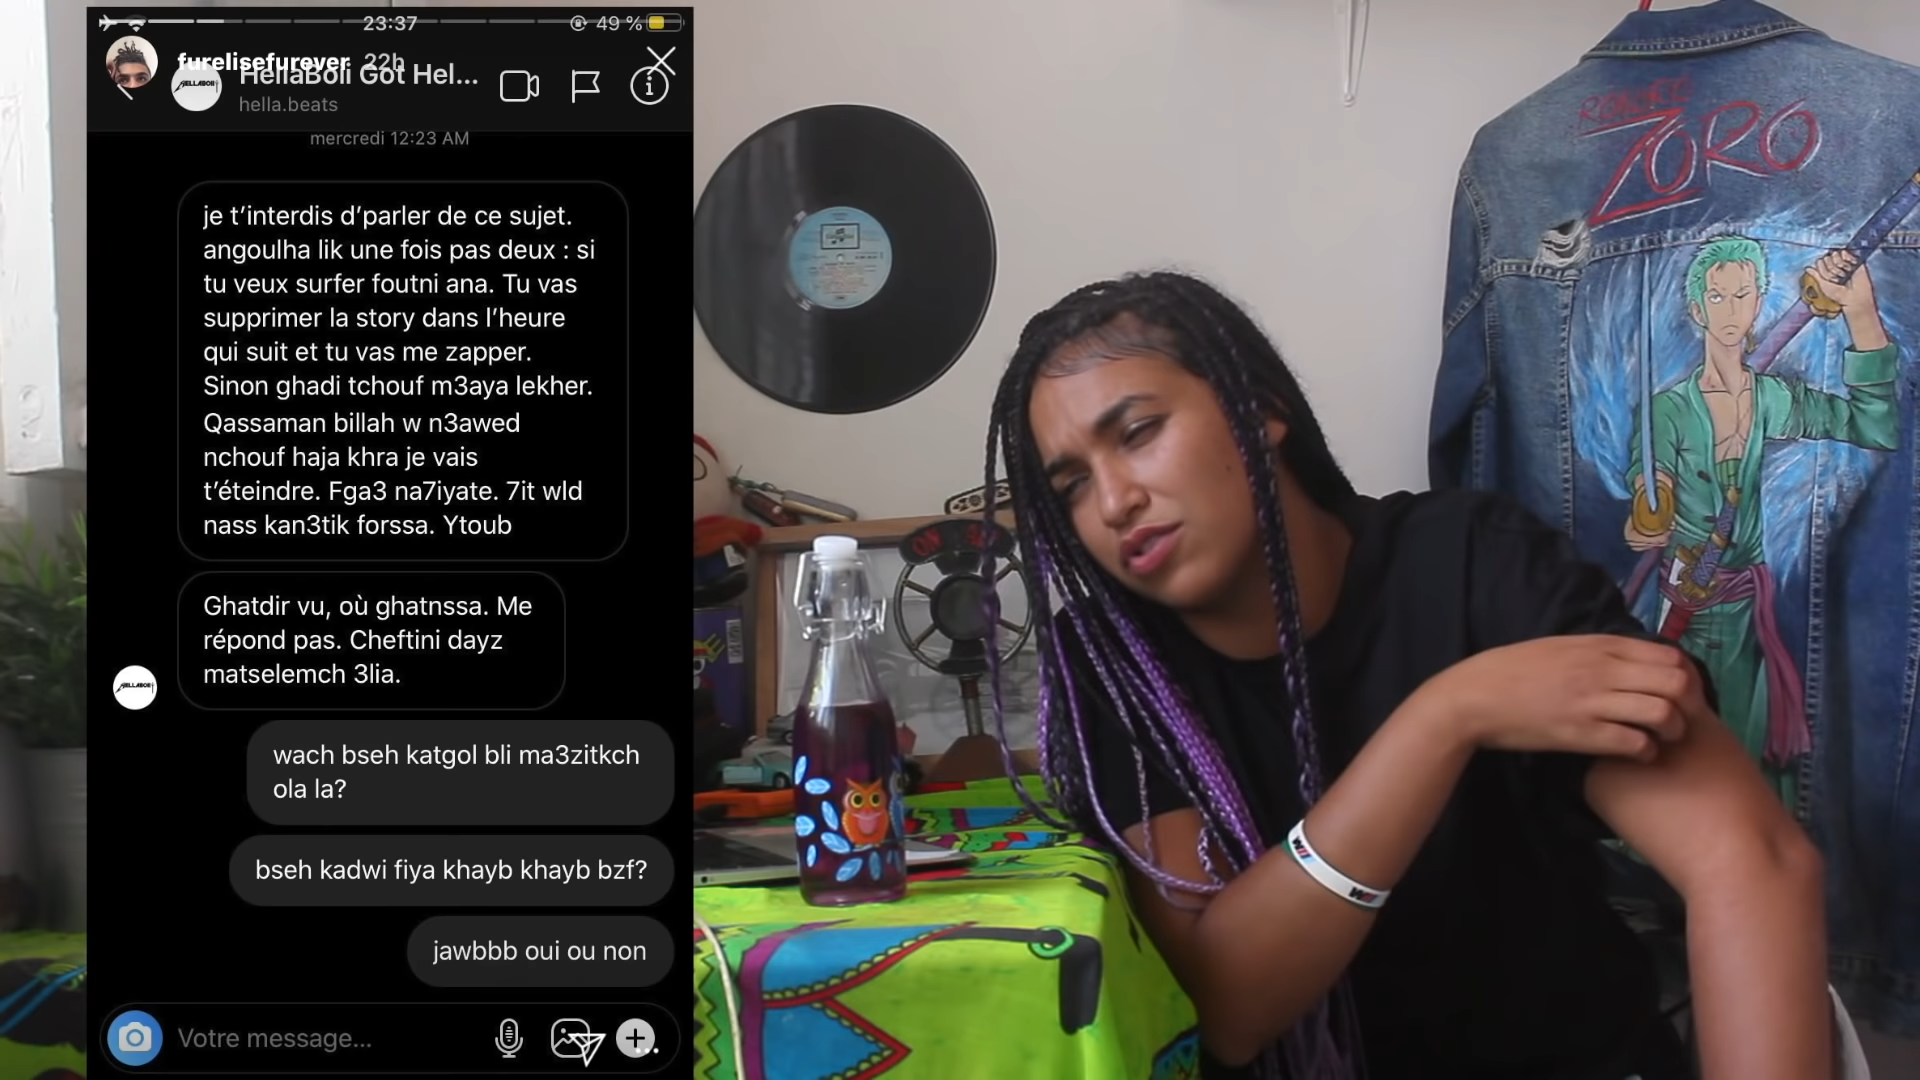 23:37
49 %
furelisefurever 22h
HellaBoii Got Hel...
hella.beats
mercredi 12:23 AM
je t’interdis d’parler de ce sujet.
angoulha lik une fois pas deux : si
tu veux surfer foutni ana. Tu vas
supprimer la story dans l’heure
qui suit et tu vas me zapper.
Sinon ghadi tchouf m3aya lekher.
Qassaman billah w n3awed
nchouf haja khra je vais
t’éteindre. Fga3 na7iyate. 7it wld
nass kan3tik forssa. Ytoub
Ghatdir vu, où ghatnssa. Me
répond pas. Cheftini dayz
matselemch 3lia.
HELLABOII
wach bseh katgol bli ma3zitkch
ola la?
bseh kadwi fiya khayb khayb bzf?
jawbbb oui ou non
Votre message...
RORONOA
ZORO
ON